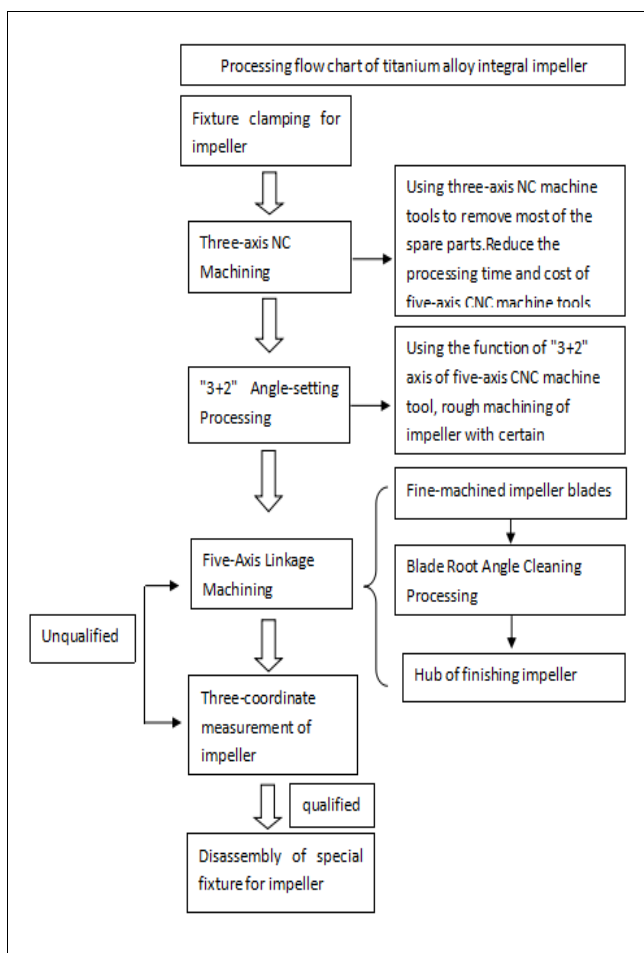 Processing flow chart of titanium alloy integral impeller
Fixture clamping for
impeller
Three-axis NC
Machining
Using three-axis NC machine
tools to remove most of the
spare parts.Reduce the
processing time and cost of
five-axis CNC machine tools
"3+2" Angle-setting
Processing
Using the function of "3+2"
axis of five-axis CNC machine
tool, rough machining of
impeller with certain
Five-Axis Linkage
Machining
Fine-machined impeller blades
Blade Root Angle Cleaning
Processing
Hub of finishing impeller
Unqualified
Three-coordinate
measurement of
impeller
qualified
Disassembly of special
fixture for impeller